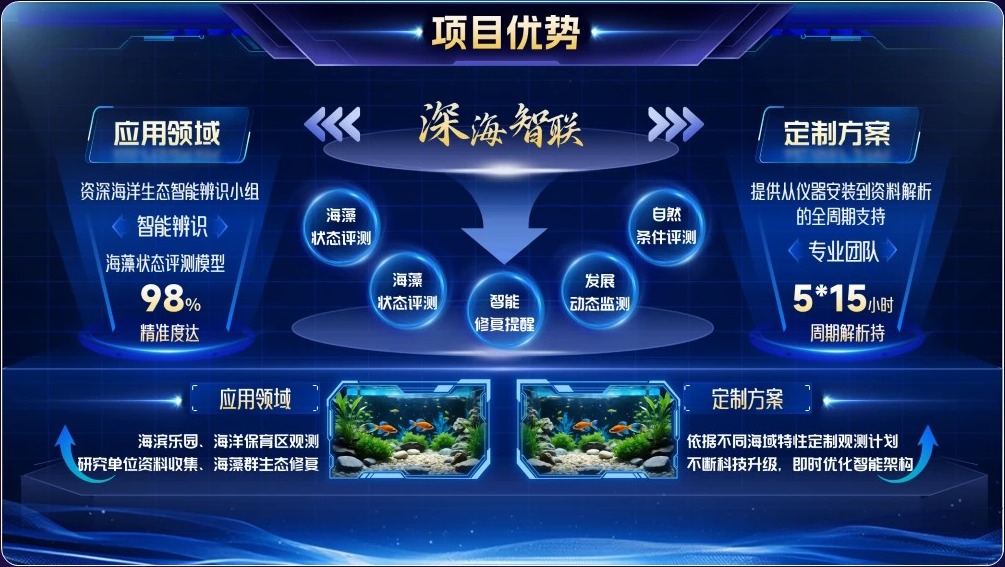 项目优势
深海智联
应用领域
资深海洋生态智能辨识小组
智能辨识
海藻状态评测模型
98%
精准度达
海藻
状态评测
海藻
状态评测
智能
修复提醒
发展
动态监测
自然
条件评测
定制方案
提供从仪器安装到资料解析
的全周期支持
专业团队
5*15小时
周期解析持
应用领域
海滨乐园、海洋保育区观测
研究单位资料收集、海藻群生态修复
定制方案
依据不同海域特性定制观测计划
不断科技升级，即时优化智能架构